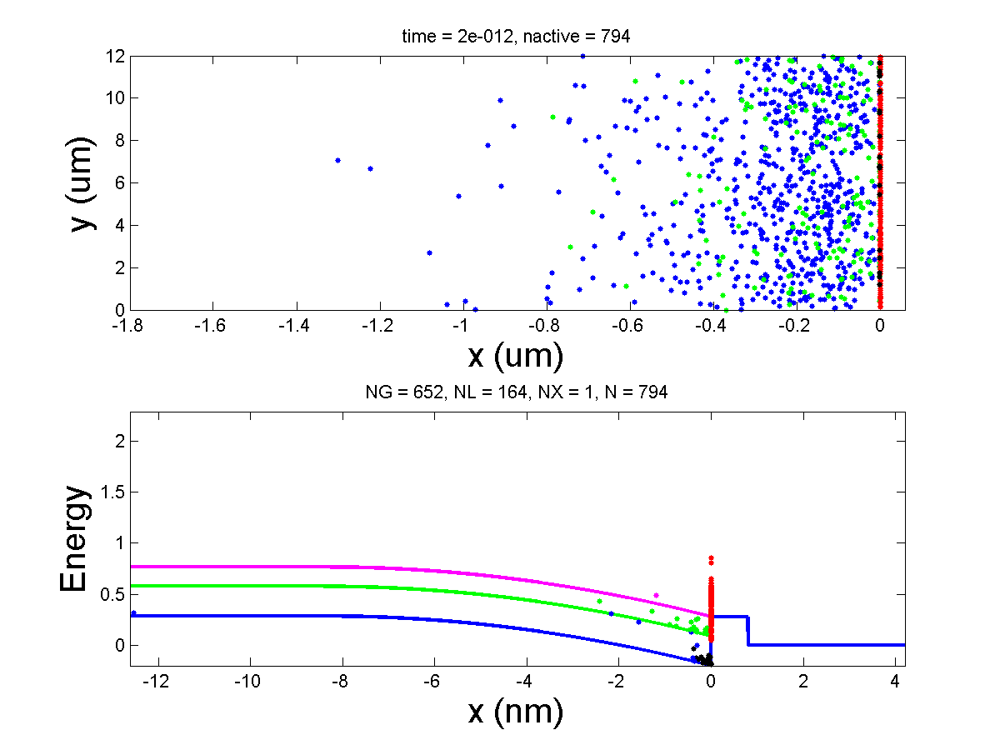 time = 2e-012, nactive = 794
12
10
8
6
4
2
0
y (um)
-1.8 -1.6 -1.4 -1.2 -1 -0.8 -0.6 -0.4 -0.2 0
x (um)
NG = 652, NL = 164, NX = 1, N = 794
2
1.5
1
0.5
0
Energy
-12 -10 -8 -6 -4 -2 0 2 4
x (nm)